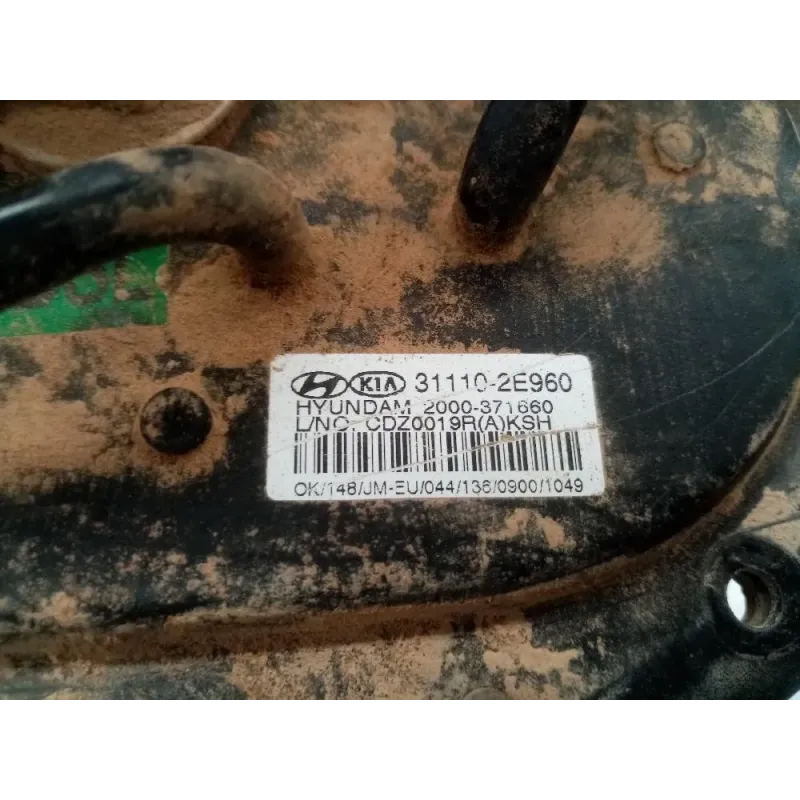 KIA 31110-2E960
HYUNDAM 2000-371660
L/NO. CDZ0019R(A)KSH
OK/148/JM-EU/044/136/0900/1049